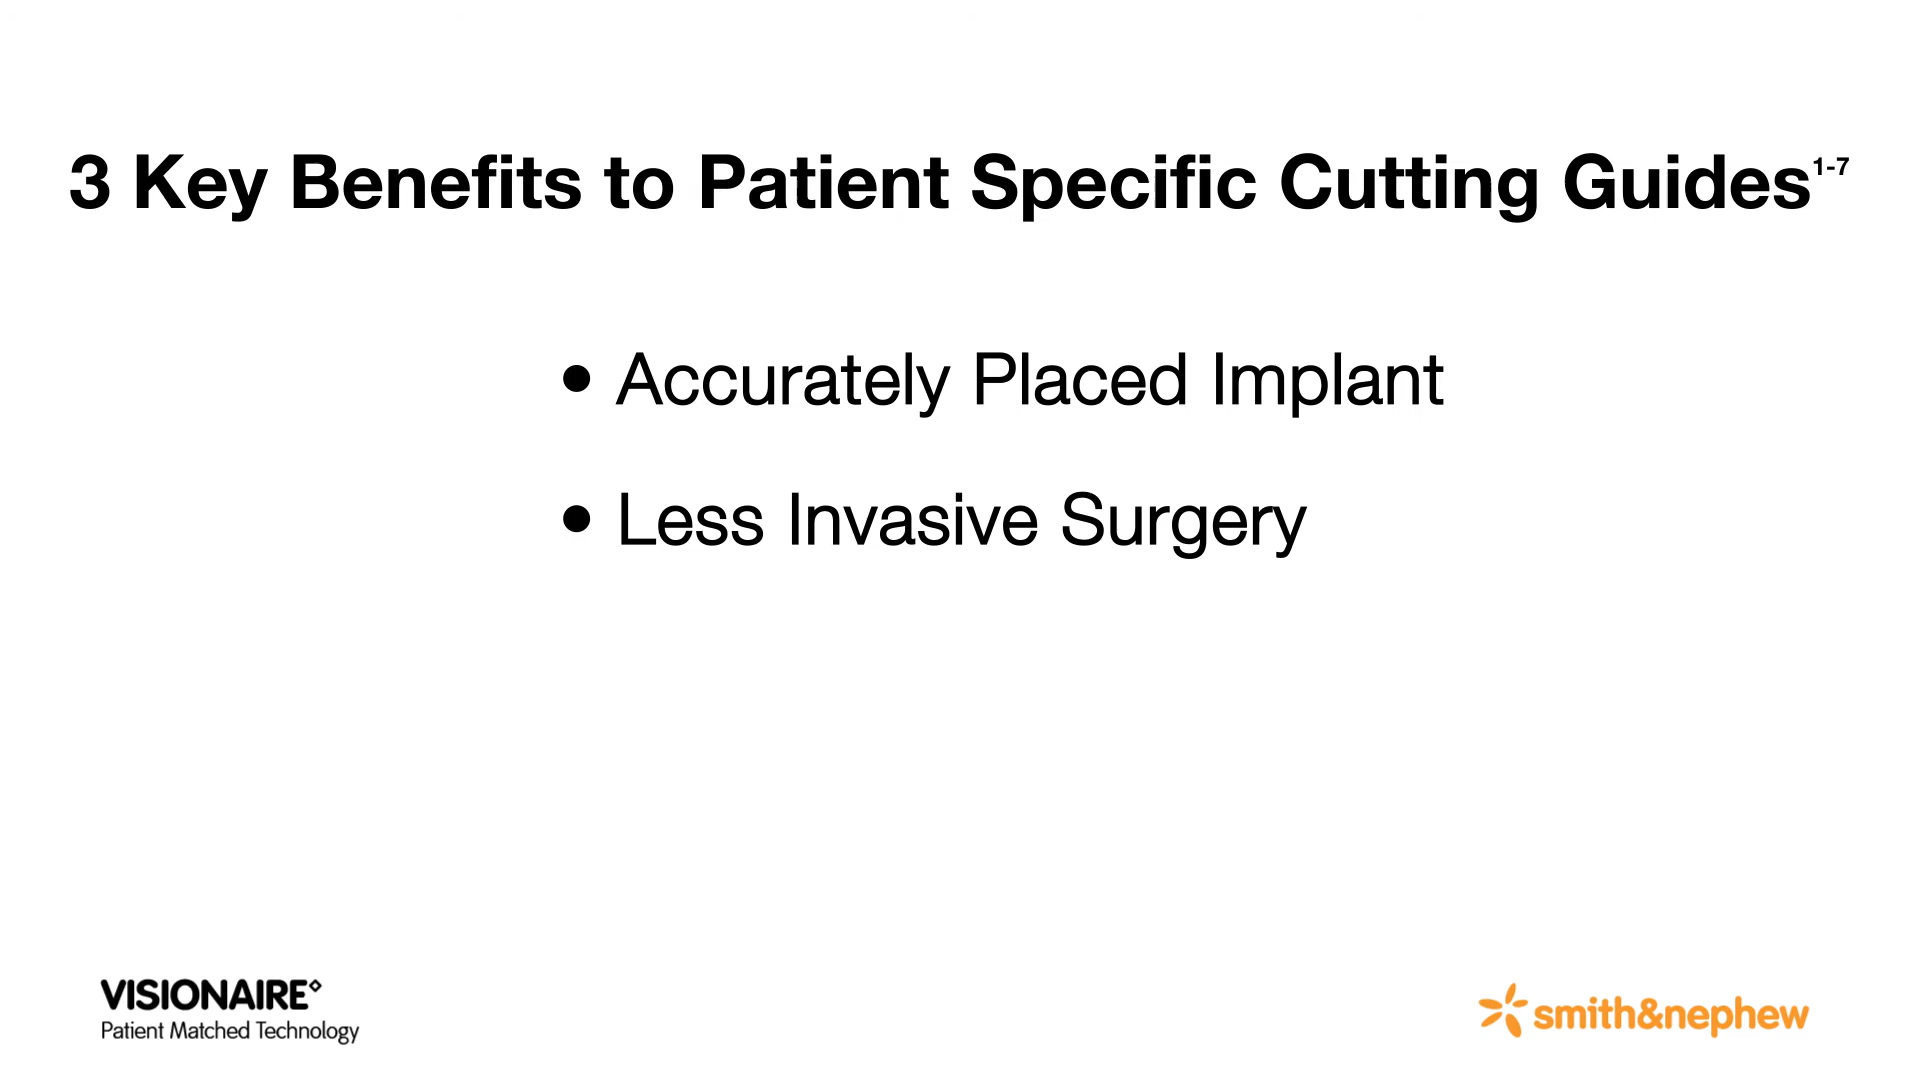 3 Key Benefits to Patient Specific Cutting Guides¹⁻⁷
• Accurately Placed Implant
• Less Invasive Surgery
VISIONAIRE◊
Patient Matched Technology
smith&nephew